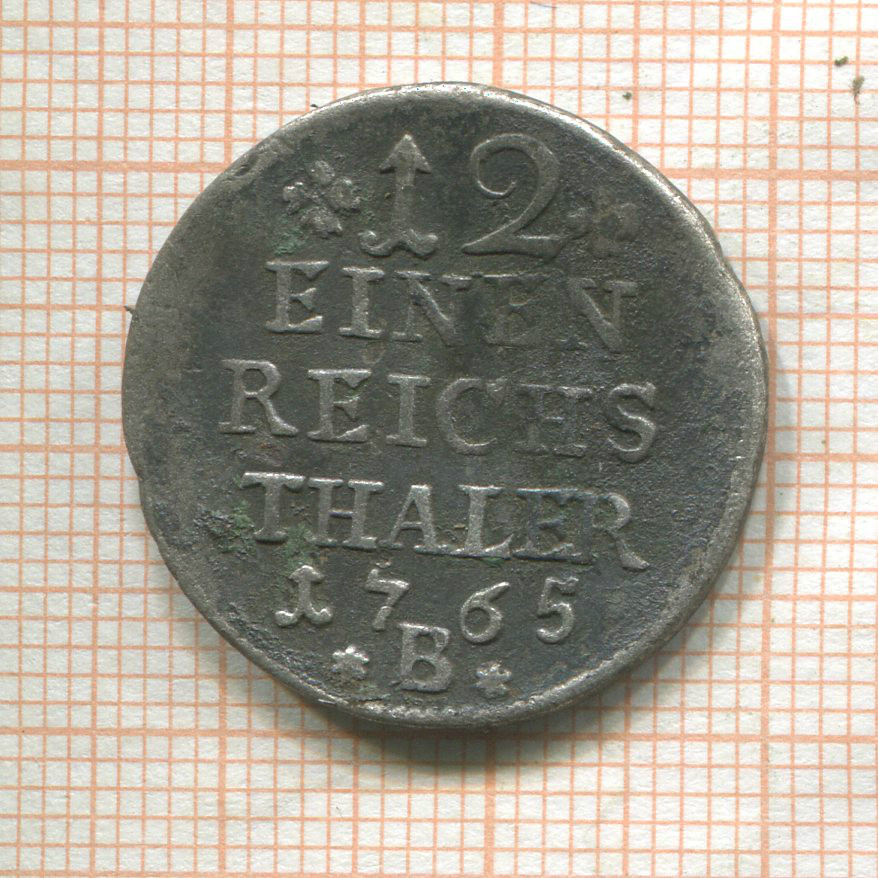 12
EINEN
REICHS
THALER
1765
B